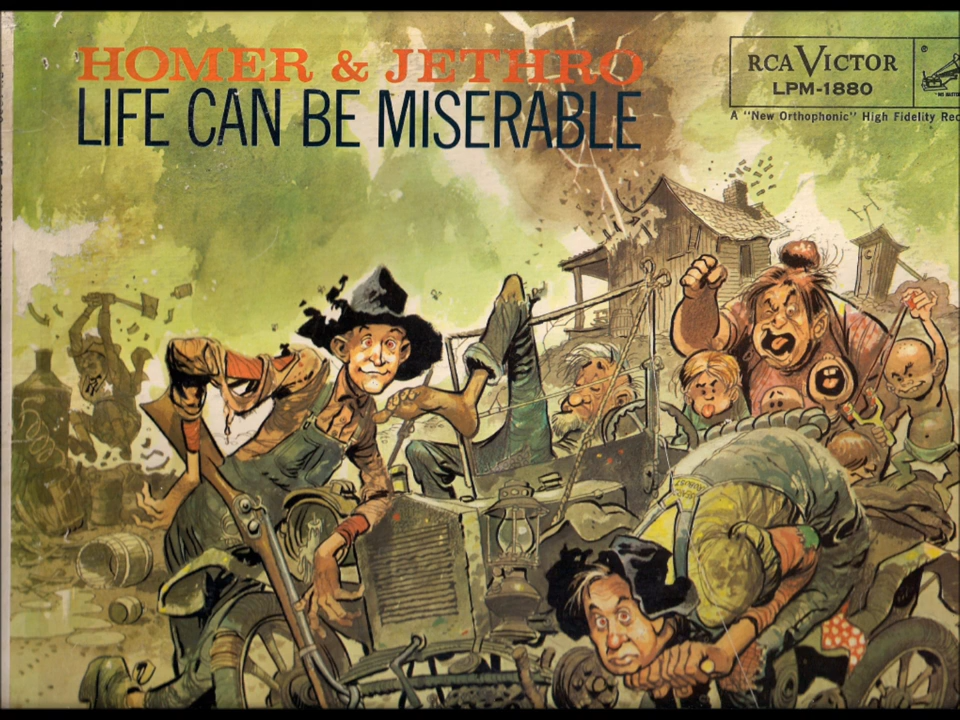 HOMER & JETHRO
LIFE CAN BE MISERABLE
RCA VICTOR
LPM-1880
A "New Orthophonic" High Fidelity Rec